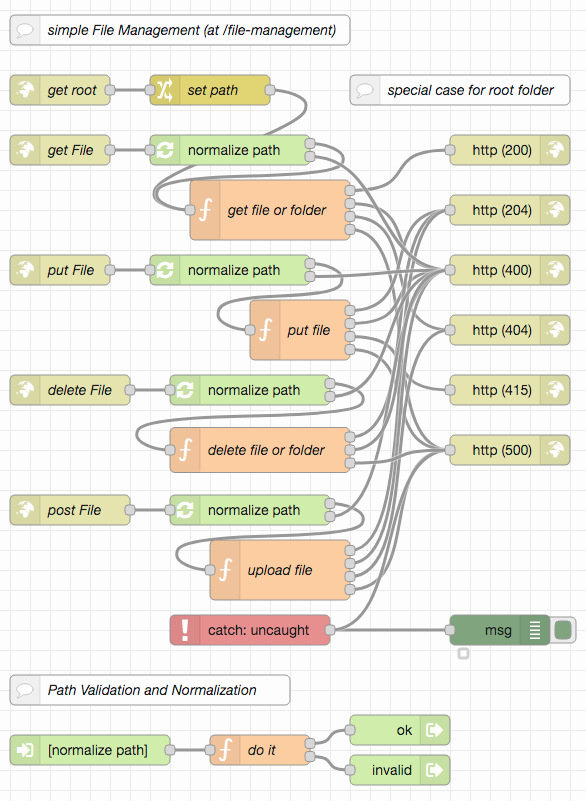 simple File Management (at /file-management)
get root
set path
special case for root folder
get File
normalize path
http (200)
get file or folder
http (204)
put File
normalize path
http (400)
put file
http (404)
delete File
normalize path
http (415)
delete file or folder
http (500)
post File
normalize path
upload file
catch: uncaught
msg
Path Validation and Normalization
ok
[normalize path]
do it
invalid